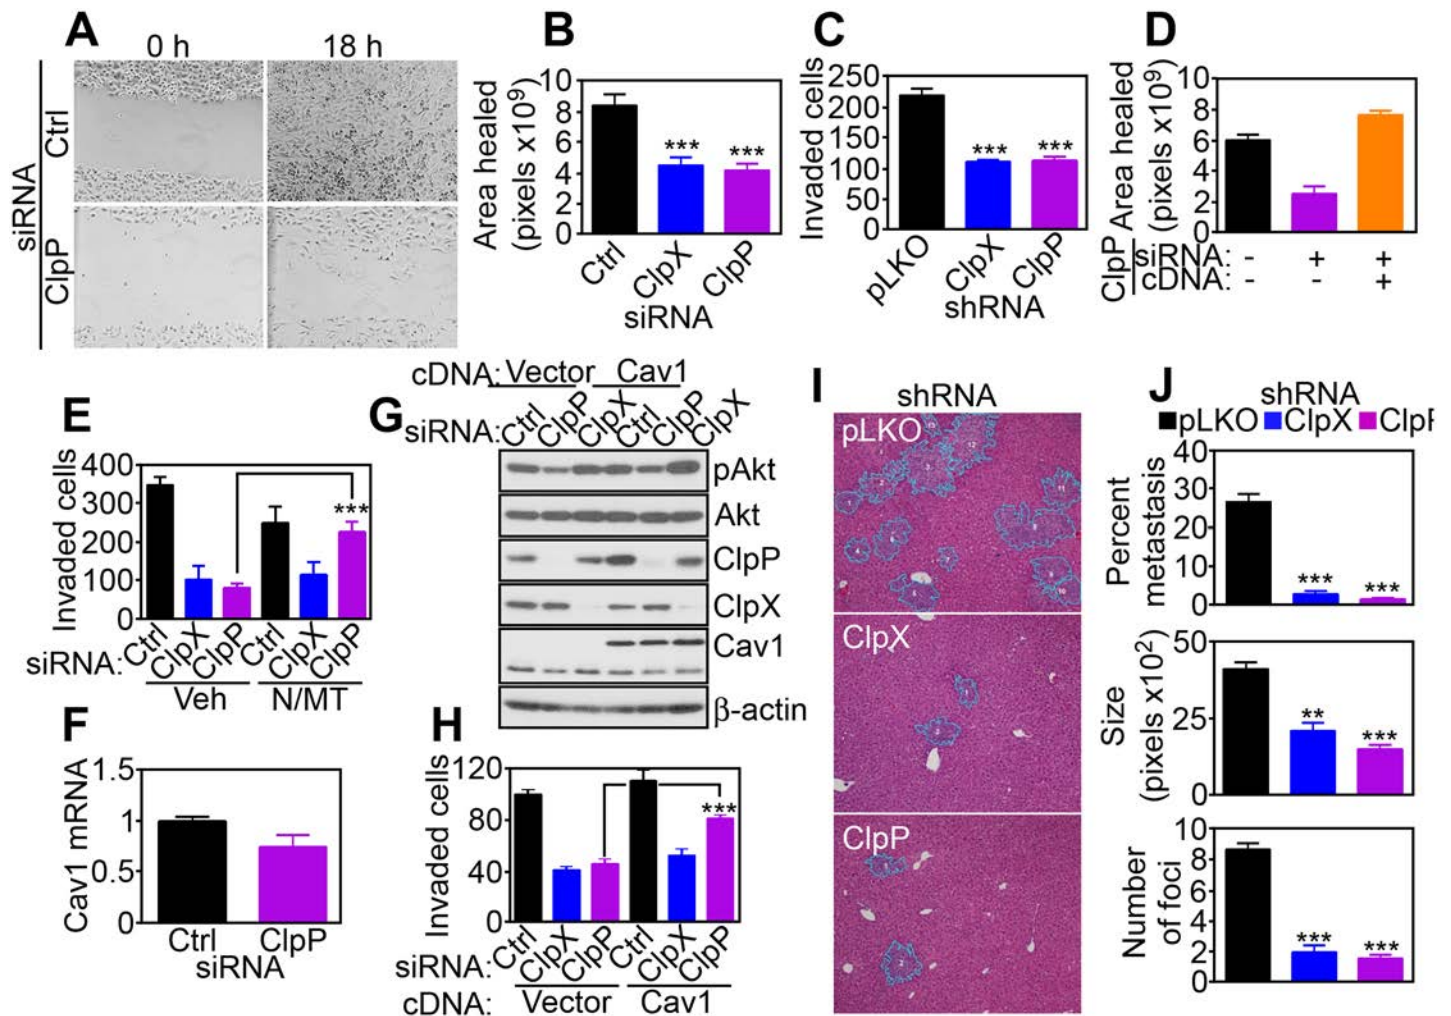 A
0 h
18 h
siRNA
Ctrl
ClpP
B
Area healed
(pixels x10⁹)
10
8
6
4
2
0
***
***
Ctrl
ClpX
ClpP
siRNA
C
Invaded cells
250
200
150
100
50
0
***
***
pLKO
ClpX
ClpP
shRNA
D
Area healed
(pixels x10⁹)
10
8
6
4
2
0
ClpP
siRNA: - + +
cDNA: - - +
E
Invaded cells
400
300
200
100
0
***
siRNA: Ctrl ClpX ClpP Ctrl ClpX ClpP
Veh N/MT
F
Cav1 mRNA
1.5
1
0.5
0
Ctrl ClpP
siRNA
G
cDNA: Vector Cav1
siRNA: Ctrl ClpP ClpX Ctrl ClpP ClpX
pAkt
Akt
ClpP
ClpX
Cav1
β-actin
H
Invaded cells
120
80
40
0
***
siRNA: Ctrl ClpX ClpP Ctrl ClpX ClpP
cDNA: Vector Cav1
I
shRNA
pLKO
ClpX
ClpP
J
shRNA
pLKO ClpX ClpP
Percent
metastasis
40
30
20
10
0
***
***
Size
(pixels x10²)
50
25
0
**
***
Number
of foci
10
8
6
4
2
0
***
***